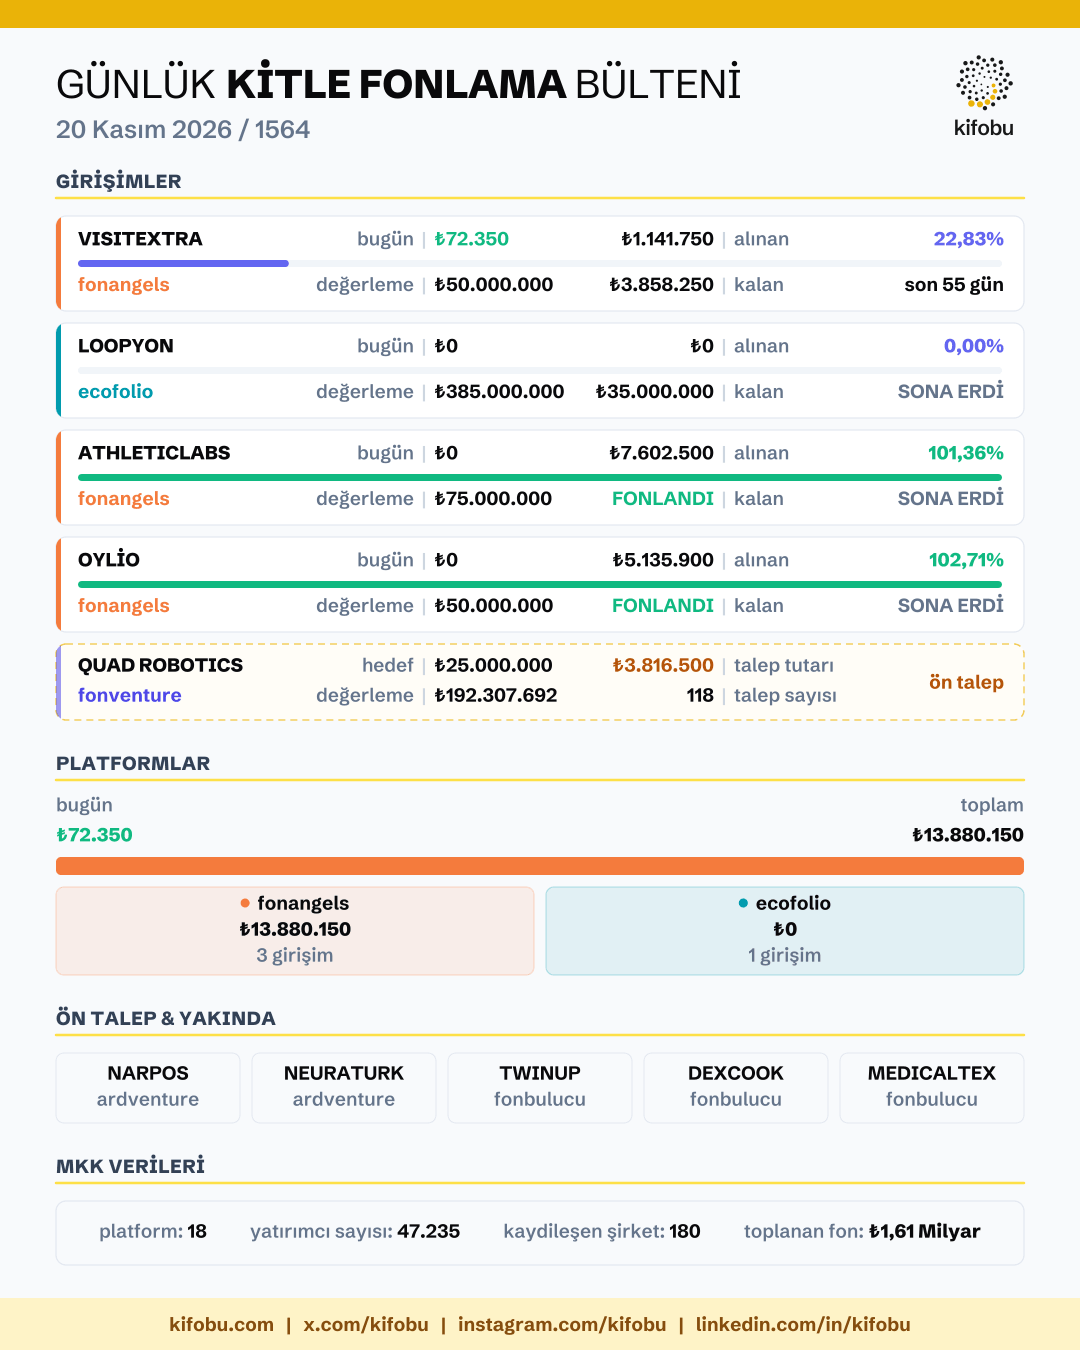 GÜNLÜK KİTLE FONLAMA BÜLTENİ
20 Kasım 2026 / 1564
kifobu
GİRİŞİMLER
VISITEXTRA bugün | ₺72.350 ₺1.141.750 | alınan 22,83%
fonangels değerleme | ₺50.000.000 ₺3.858.250 | kalan son 55 gün
LOOPYON bugün | ₺0 ₺0 | alınan 0,00%
ecofolio değerleme | ₺385.000.000 ₺35.000.000 | kalan SONA ERDİ
ATHLETICLABS bugün | ₺0 ₺7.602.500 | alınan 101,36%
fonangels değerleme | ₺75.000.000 FONLANDI | kalan SONA ERDİ
OYLİO bugün | ₺0 ₺5.135.900 | alınan 102,71%
fonangels değerleme | ₺50.000.000 FONLANDI | kalan SONA ERDİ
QUAD ROBOTICS hedef | ₺25.000.000 ₺3.816.500 | talep tutarı
fonventure değerleme | ₺192.307.692 118 | talep sayısı
ön talep
PLATFORMLAR
bugün toplam
₺72.350 ₺13.880.150
fonangels ecofolio
₺13.880.150 ₺0
3 girişim 1 girişim
ÖN TALEP & YAKINDA
NARPOS NEURATURK TWINUP DEXCOOK MEDICALTEX
ardventure ardventure fonbulucu fonbulucu fonbulucu
MKK VERİLERİ
platform: 18 yatırımcı sayısı: 47.235 kaydileşen şirket: 180 toplanan fon: ₺1,61 Milyar
kifobu.com | x.com/kifobu | instagram.com/kifobu | linkedin.com/in/kifobu